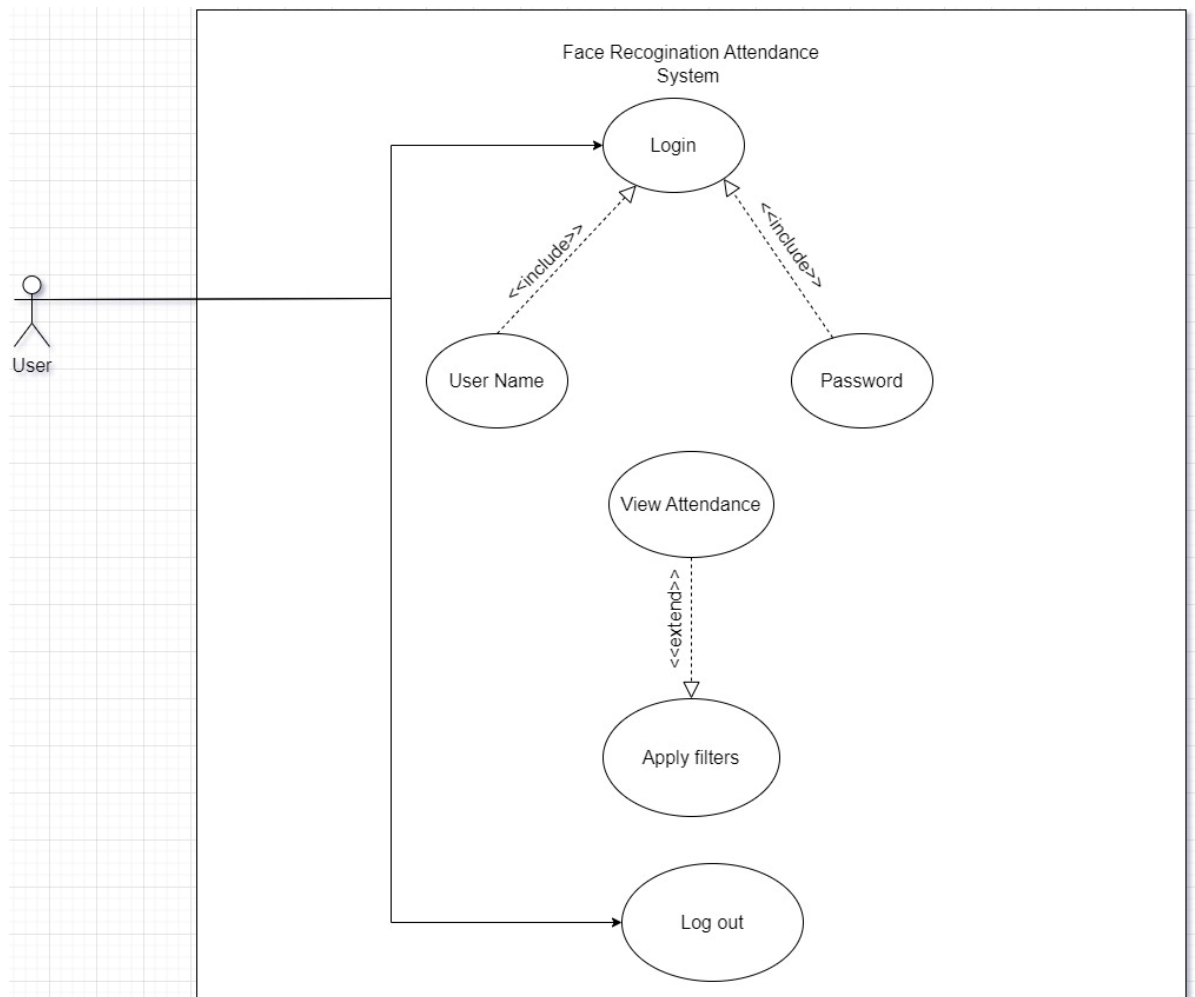 Face Recogination Attendance
System
Login
<<include>>
<<include>>
User
User Name
Password
View Attendance
<<extend>>
Apply filters
Log out